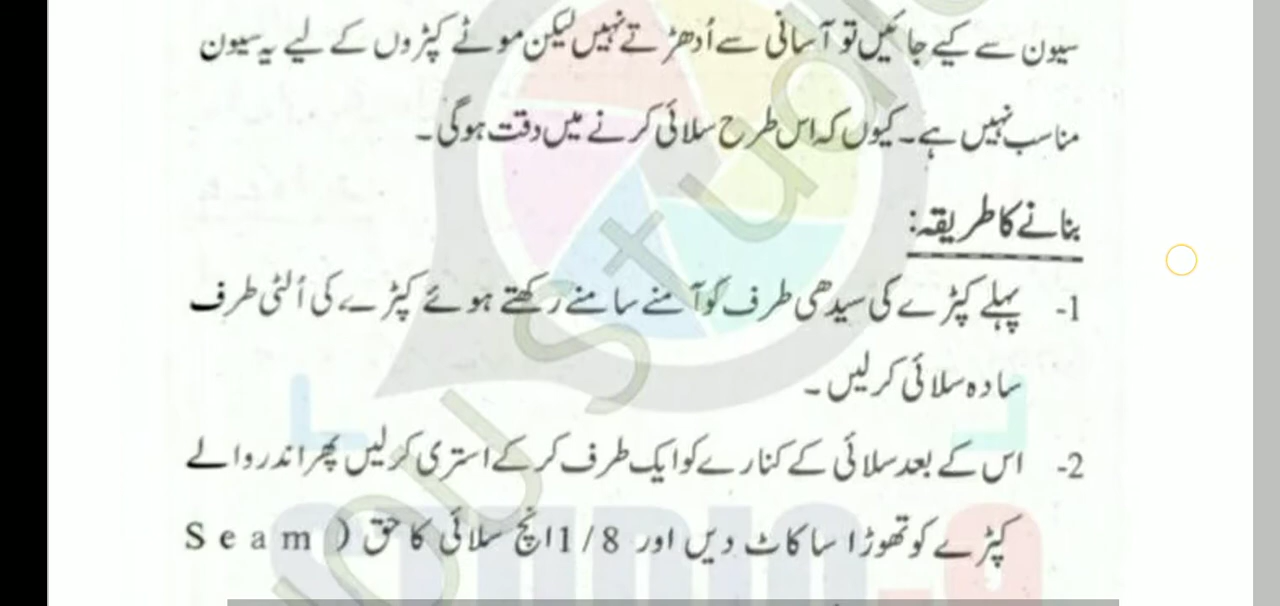 سیون سے کیے جائیں تو آسانی سے اُدھڑتے نہیں لیکن موٹے کپڑوں کے لیے یہ سیون
مناسب نہیں ہے۔ کیوں کہ اس طرح سلائی کرنے میں دقت ہوگی۔
بنانے کا طریقہ:
1- پہلے کپڑے کی سیدھی طرف کو آمنے سامنے رکھتے ہوئے کپڑے کی اُلٹی طرف
سادہ سلائی کرلیں۔
2- اس کے بعد سلائی کے کنارے کو ایک طرف کر کے استری کرلیں پھر اندر والے
کپڑے کو تھوڑا سا کاٹ دیں اور 1/8 انچ سلائی کا حق (Seam